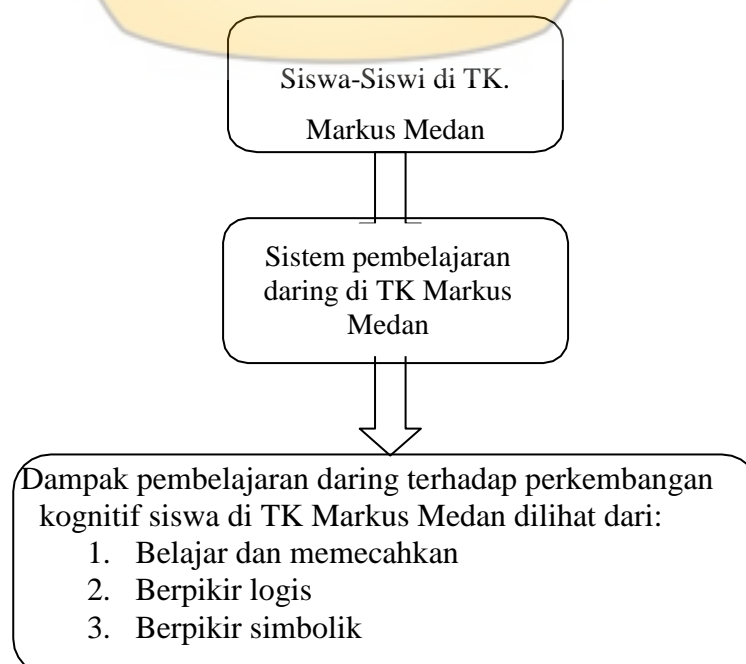 Siswa-Siswi di TK.
Markus Medan
Sistem pembelajaran
daring di TK Markus
Medan
Dampak pembelajaran daring terhadap perkembangan
kognitif siswa di TK Markus Medan dilihat dari:
1. Belajar dan memecahkan
2. Berpikir logis
3. Berpikir simbolik